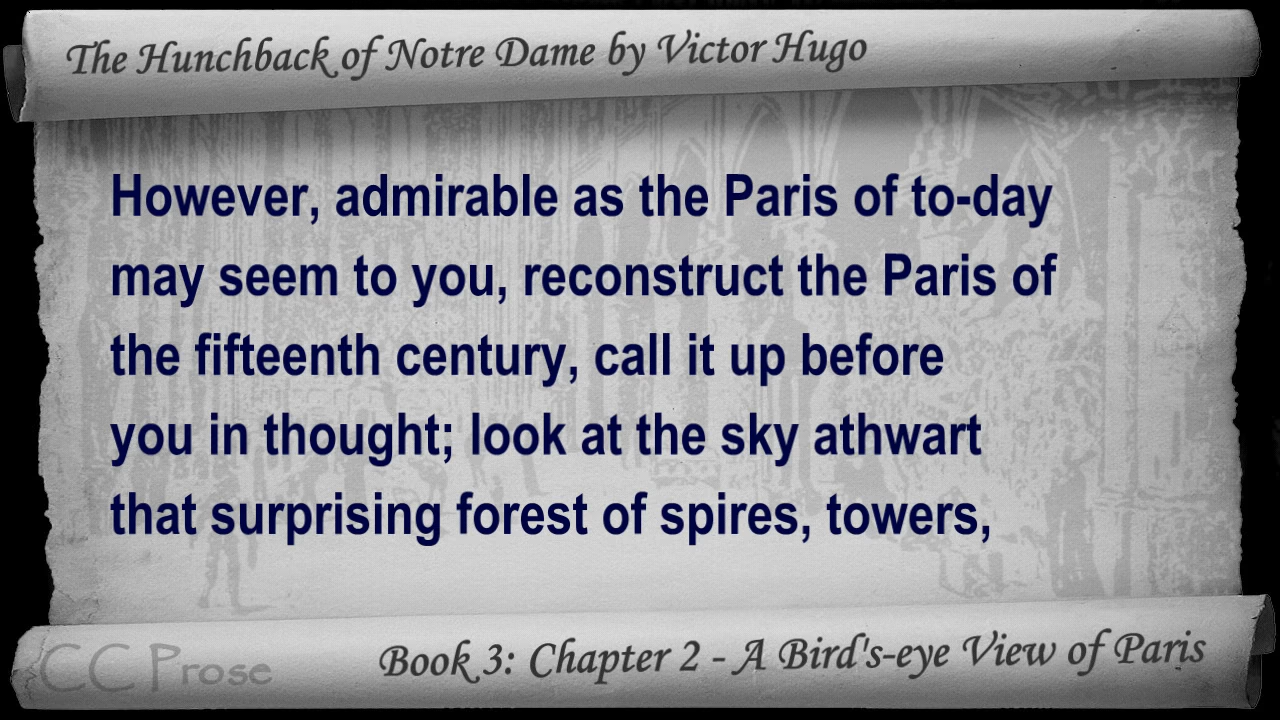 The Hunchback of Notre Dame by Victor Hugo
However, admirable as the Paris of to-day
may seem to you, reconstruct the Paris of
the fifteenth century, call it up before
you in thought; look at the sky athwart
that surprising forest of spires, towers,
CC Prose
Book 3: Chapter 2 - A Bird's-eye View of Paris